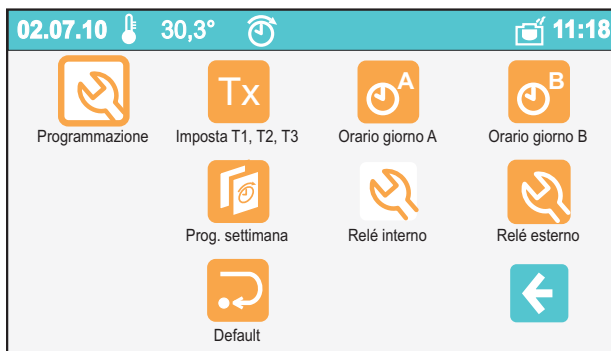 02.07.10 30,3° 11:18
Tx A B
Programmazione Imposta T1, T2, T3 Orario giorno A Orario giorno B
Prog. settimana Relé interno Relé esterno
Default